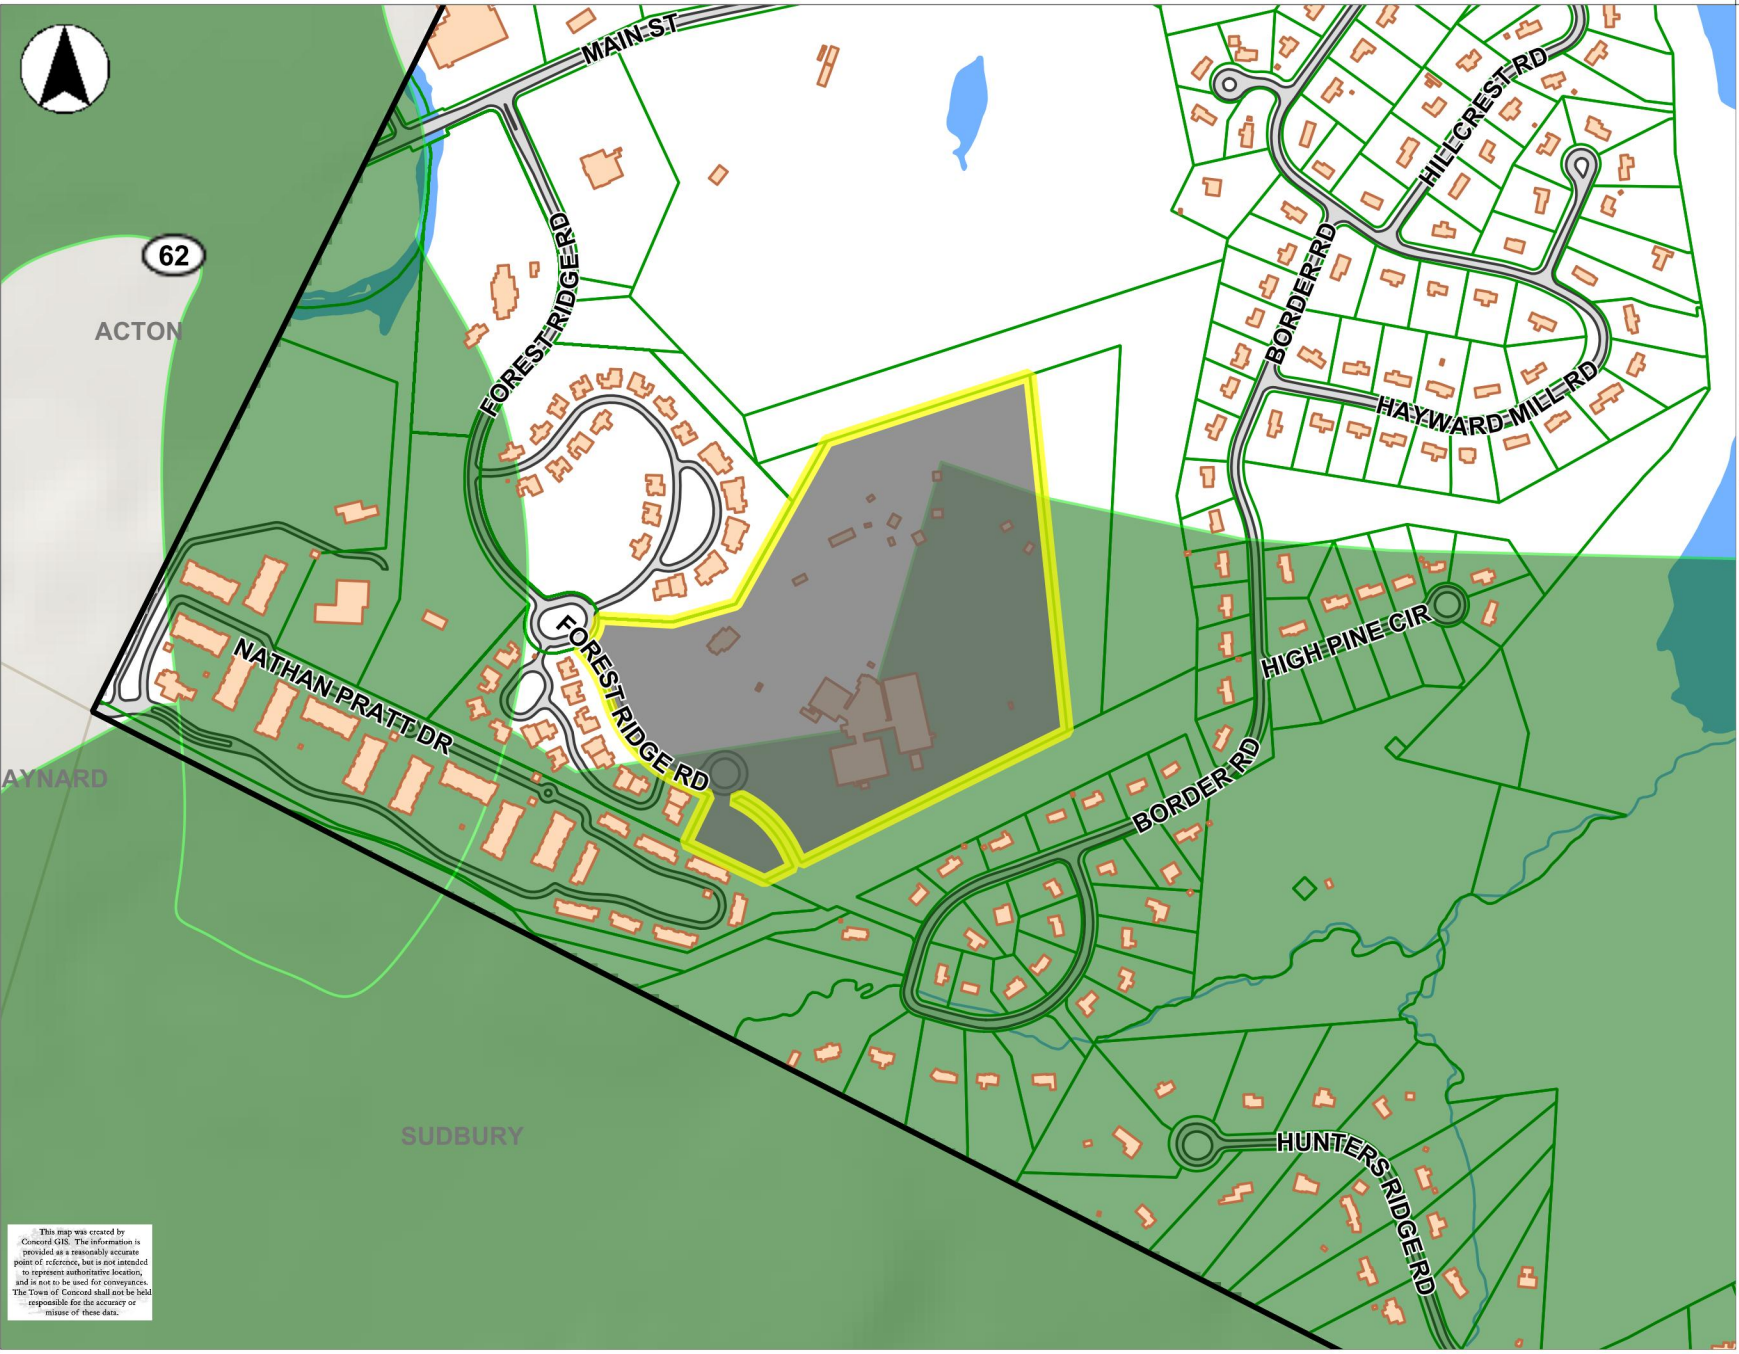 MAIN ST
HILLCREST RD
62
FOREST RIDGE RD
BORDER RD
ACTON
HAYWARD MILL RD
FOREST RIDGE RD
HIGH PINE CIR
NATHAN PRATT DR
AYNARD
BORDER RD
SUDBURY
HUNTERS RIDGE RD
This map was created by
Concord GIS. The information is
provided as a reasonably accurate
point of reference, but is not intended
to represent authoritative location,
and is not to be used for conveyances.
The Town of Concord shall not be held
responsible for the accuracy or
misuse of these data.